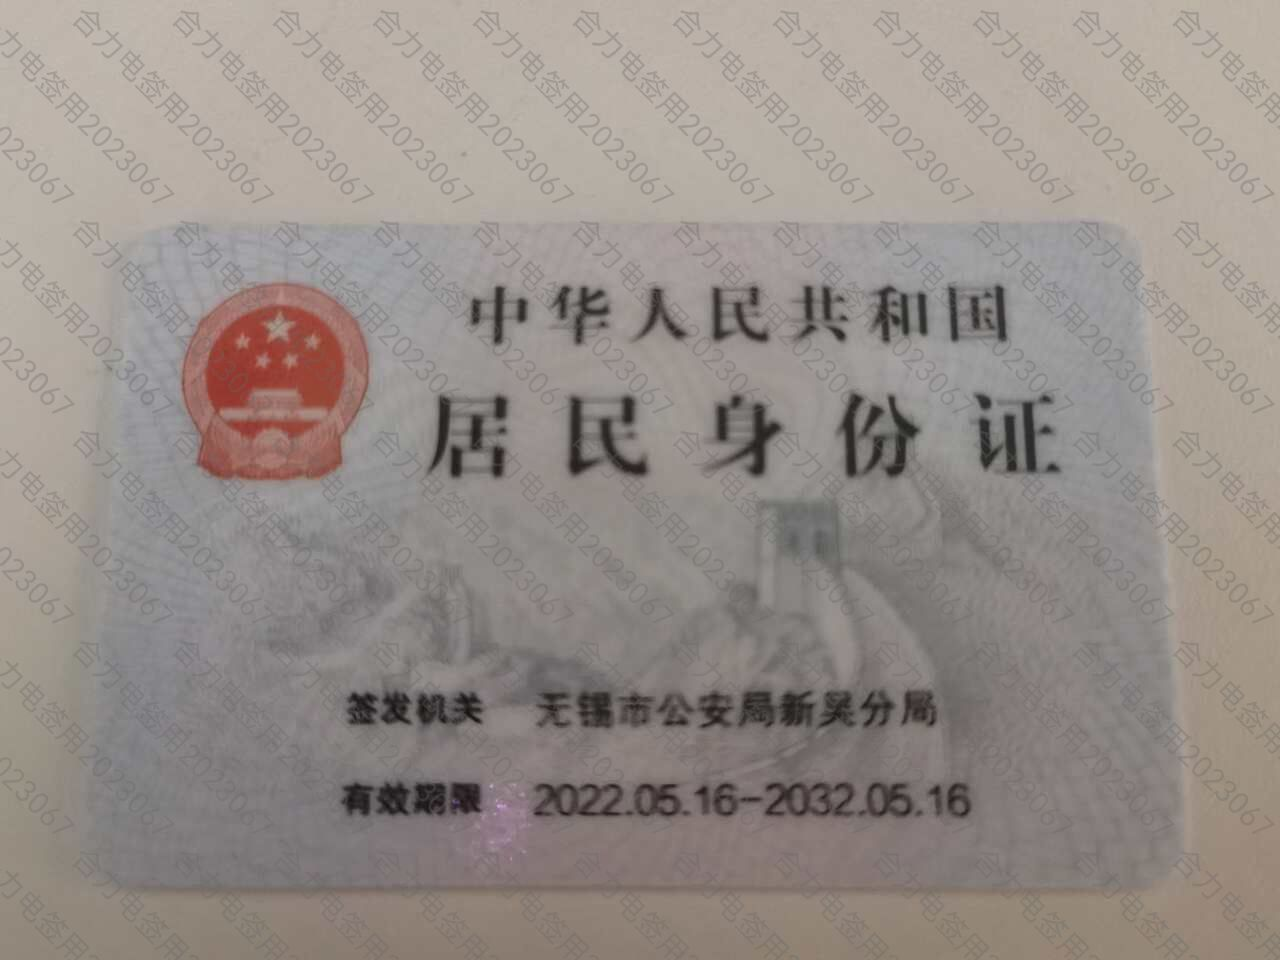 中华人民共和国
居民身份证
签发机关 无锡市公安局新吴分局
有效期限 2022.05.16-2032.05.16
合力电签用2023067